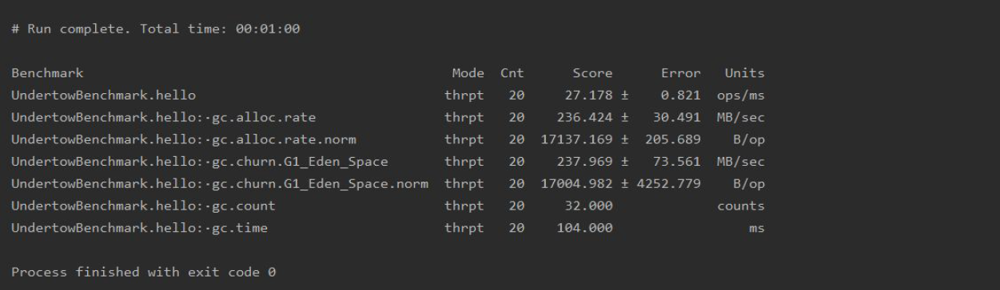 # Run complete. Total time: 00:01:00
Benchmark Mode Cnt Score Error Units
UndertowBenchmark.hello thrpt 20 27.178 ± 0.821 ops/ms
UndertowBenchmark.hello:·gc.alloc.rate thrpt 20 236.424 ± 30.491 MB/sec
UndertowBenchmark.hello:·gc.alloc.rate.norm thrpt 20 17137.169 ± 205.689 B/op
UndertowBenchmark.hello:·gc.churn.G1_Eden_Space thrpt 20 237.969 ± 73.561 MB/sec
UndertowBenchmark.hello:·gc.churn.G1_Eden_Space.norm thrpt 20 17004.982 ± 4252.779 B/op
UndertowBenchmark.hello:·gc.count thrpt 20 32.000 counts
UndertowBenchmark.hello:·gc.time thrpt 20 104.000 ms
Process finished with exit code 0